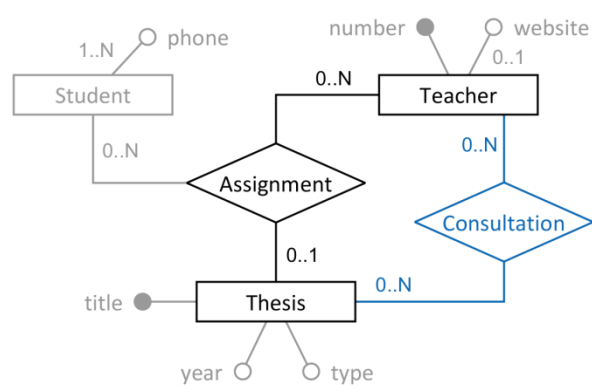 number
website
phone
1..N
0..1
0..N
Student
Teacher
0..N
0..N
Assignment
Consultation
0..1
0..N
title
Thesis
year
type